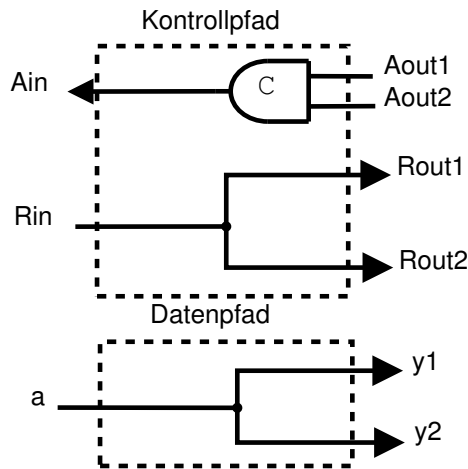 Kontrollpfad
Ain
C
Aout1
Aout2
Rout1
Rin
Rout2
Datenpfad
y1
a
y2